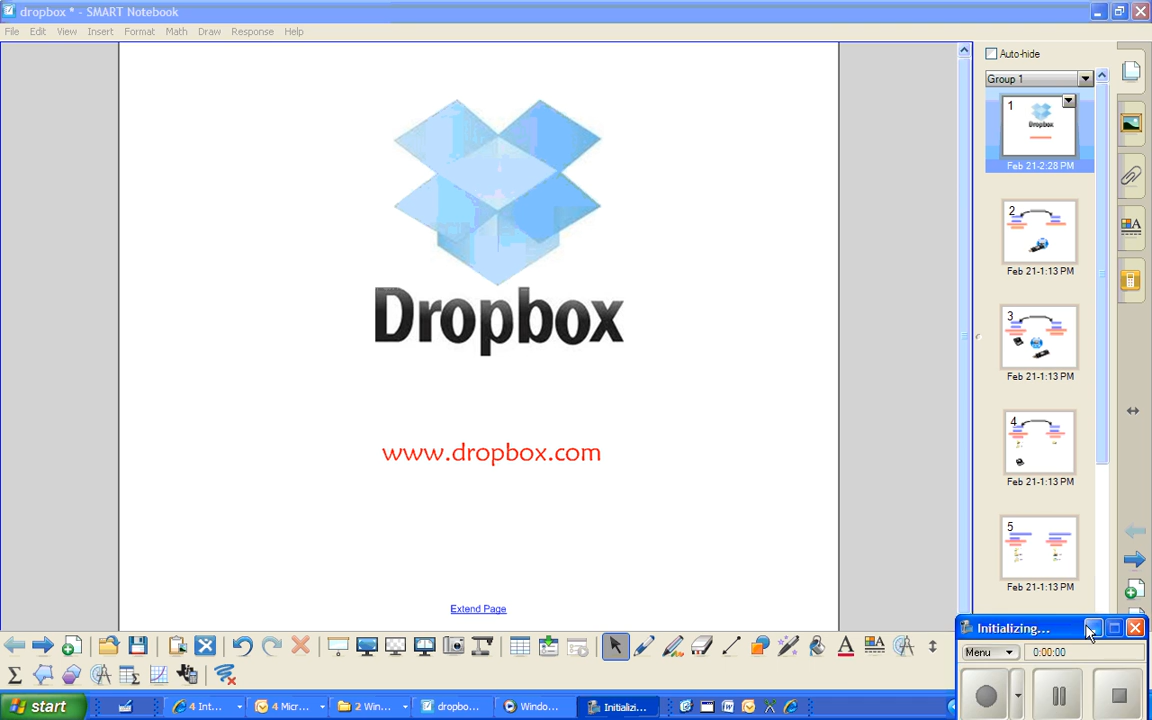 dropbox * - SMART Notebook
File Edit View Insert Format Math Draw Response Help
Dropbox
www.dropbox.com
Extend Page
Auto-hide
Group 1
1
Feb 21-2:28 PM
2
Feb 21-1:13 PM
3
Feb 21-1:13 PM
4
Feb 21-1:13 PM
5
Feb 21-1:13 PM
Initializing...
Menu 0:00:00
start 4 Int... 4 Micr... 2 Win... dropbo... Windo... Initializi...